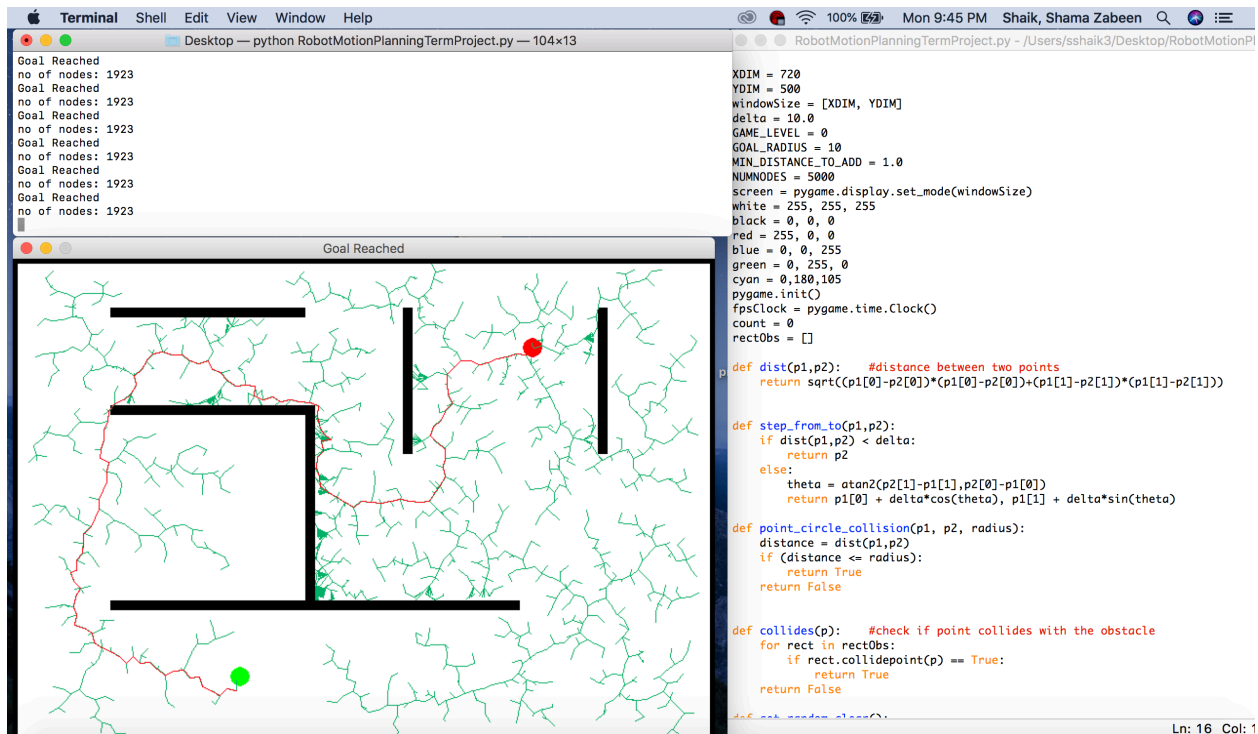 Terminal Shell Edit View Window Help
100% Mon 9:45 PM Shaik, Shama Zabeen
Desktop — python RobotMotionPlanningTermProject.py — 104×13
Goal Reached
no of nodes: 1923
Goal Reached
no of nodes: 1923
Goal Reached
no of nodes: 1923
Goal Reached
no of nodes: 1923
Goal Reached
no of nodes: 1923
Goal Reached
no of nodes: 1923
Goal Reached
RobotMotionPlanningTermProject.py - /Users/sshaik3/Desktop/RobotMotionPl
XDIM = 720
YDIM = 500
windowSize = [XDIM, YDIM]
delta = 10.0
GAME_LEVEL = 0
GOAL_RADIUS = 10
MIN_DISTANCE_TO_ADD = 1.0
NUMNODES = 5000
screen = pygame.display.set_mode(windowSize)
white = 255, 255, 255
black = 0, 0, 0
red = 255, 0, 0
blue = 0, 0, 255
green = 0, 255, 0
cyan = 0,180,105
pygame.init()
fpsClock = pygame.time.Clock()
count = 0
rectObs = []
def dist(p1,p2):    #distance between two points
    return sqrt((p1[0]-p2[0])*(p1[0]-p2[0])+(p1[1]-p2[1])*(p1[1]-p2[1]))
def step_from_to(p1,p2):
    if dist(p1,p2) < delta:
        return p2
    else:
        theta = atan2(p2[1]-p1[1],p2[0]-p1[0])
        return p1[0] + delta*cos(theta), p1[1] + delta*sin(theta)
def point_circle_collision(p1, p2, radius):
    distance = dist(p1,p2)
    if (distance <= radius):
        return True
    return False
def collides(p):    #check if point collides with the obstacle
    for rect in rectObs:
        if rect.collidepoint(p) == True:
            return True
    return False
def get_random_clear():
Ln: 16 Col: 1